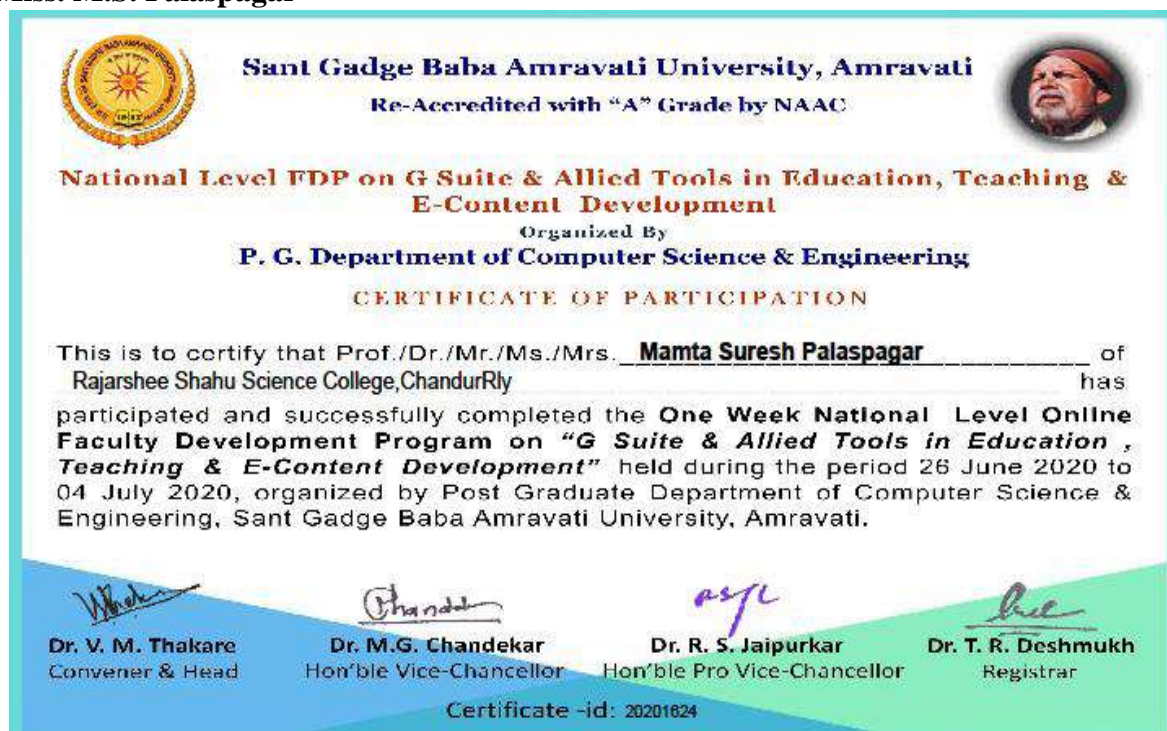 Miss. M.S. Palaspagar
Sant Gadge Baba Amravati University, Amravati
Re-Accredited with “A” Grade by NAAC
National Level FDP on G Suite & Allied Tools in Education, Teaching &
E-Content Development
Organized By
P. G. Department of Computer Science & Engineering
CERTIFICATE OF PARTICIPATION
This is to certify that Prof./Dr./Mr./Ms./Mrs. Mamta Suresh Palaspagar of
Rajarshee Shahu Science College,ChandurRly has
participated and successfully completed the One Week National Level Online
Faculty Development Program on “G Suite & Allied Tools in Education ,
Teaching & E-Content Development” held during the period 26 June 2020 to
04 July 2020, organized by Post Graduate Department of Computer Science &
Engineering, Sant Gadge Baba Amravati University, Amravati.
Dr. V. M. Thakare Dr. M.G. Chandekar Dr. R. S. Jaipurkar Dr. T. R. Deshmukh
Convener & Head Hon’ble Vice-Chancellor Hon’ble Pro Vice-Chancellor Registrar
Certificate -id: 20201624